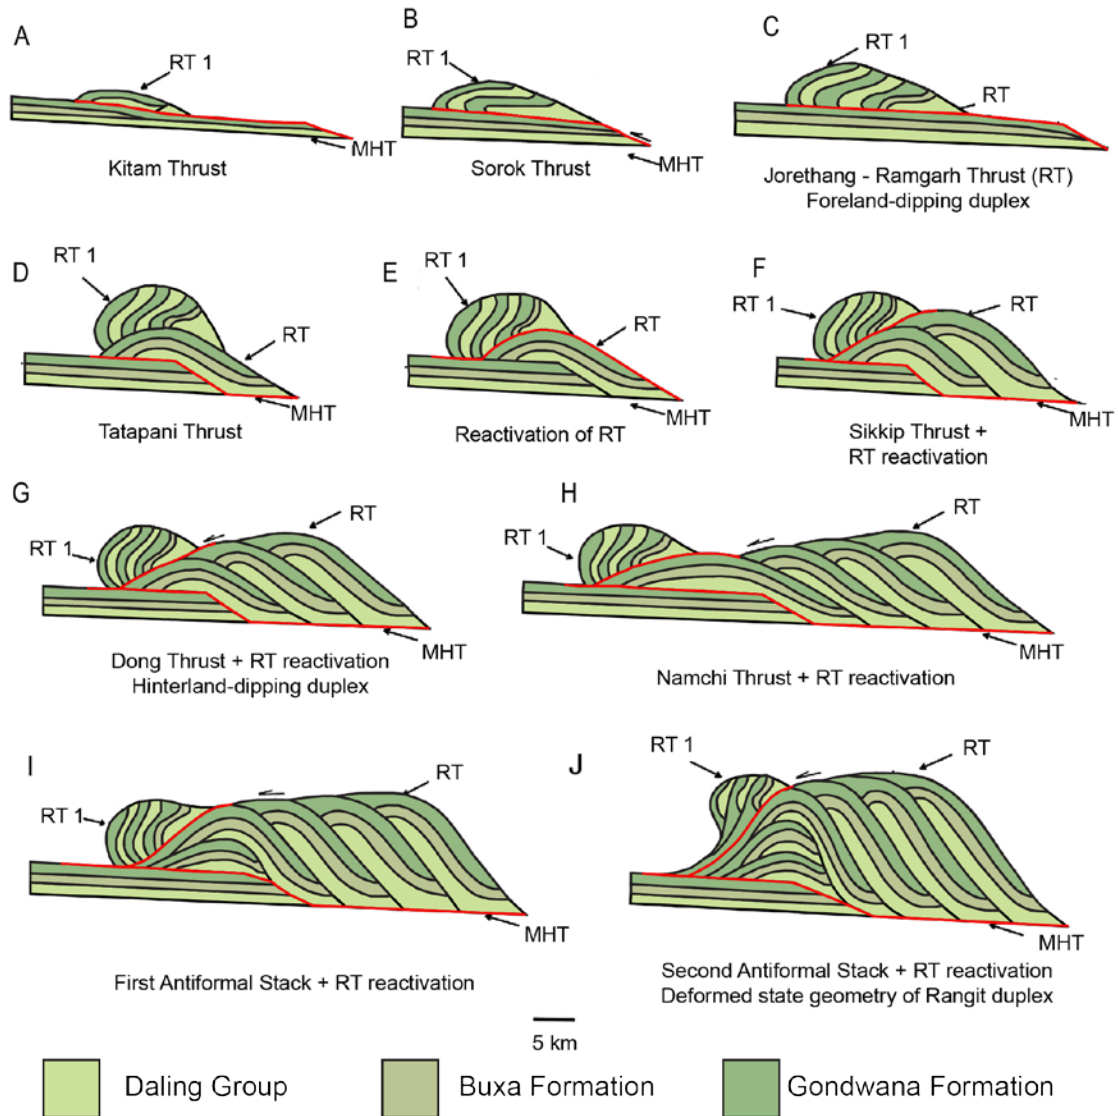 A
RT 1
MHT
Kitam Thrust
B
RT 1
MHT
Sorok Thrust
C
RT 1
RT
Jorethang - Ramgarh Thrust (RT)
Foreland-dipping duplex
D
RT 1
RT
MHT
Tatapani Thrust
E
RT 1
RT
MHT
Reactivation of RT
F
RT 1
RT
MHT
Sikkip Thrust +
RT reactivation
G
RT 1
RT
MHT
Dong Thrust + RT reactivation
Hinterland-dipping duplex
H
RT 1
RT
MHT
Namchi Thrust + RT reactivation
I
RT 1
RT
MHT
First Antiformal Stack + RT reactivation
J
RT 1
RT
MHT
Second Antiformal Stack + RT reactivation
Deformed state geometry of Rangit duplex
5 km
Daling Group
Buxa Formation
Gondwana Formation